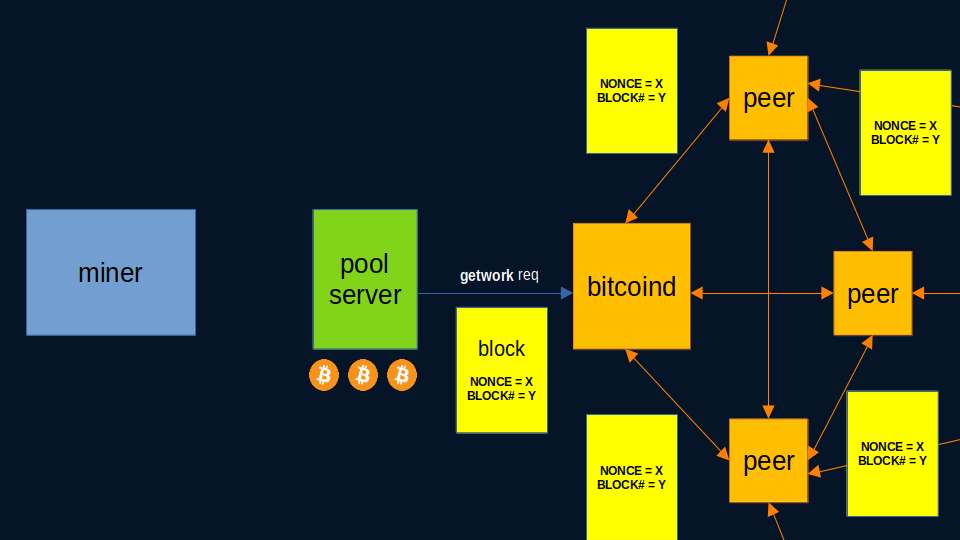 NONCE = X
BLOCK# = Y
peer
NONCE = X
BLOCK# = Y
miner
pool
server
getwork req
bitcoind
peer
block
NONCE = X
BLOCK# = Y
NONCE = X
BLOCK# = Y
peer
NONCE = X
BLOCK# = Y